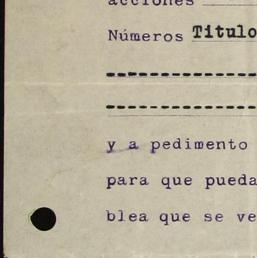 acciones
Números Titulo
y a pedimento
para que pueda
blea que se ve